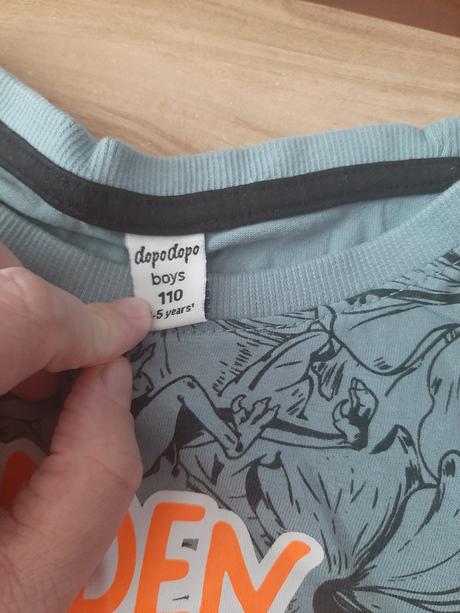 dopodopo
boys
110
-5 years'
DEN